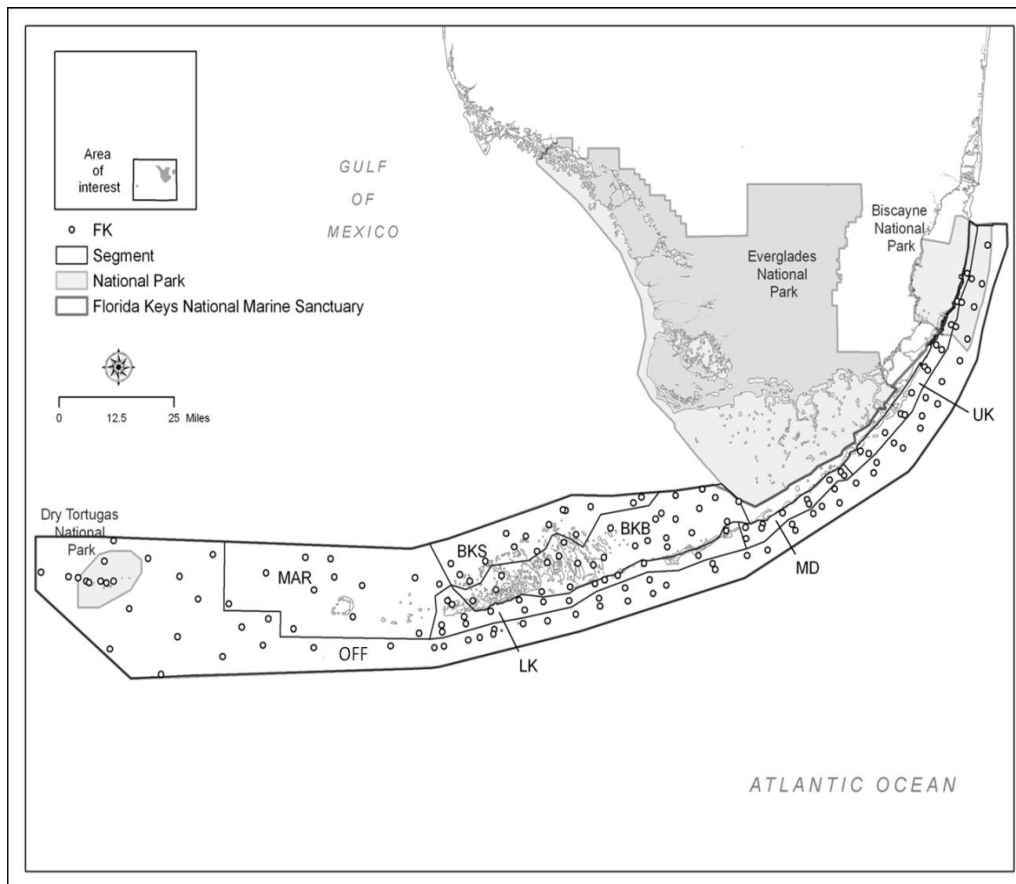 Area
of
interest
FK
Segment
National Park
Florida Keys National Marine Sanctuary
0 12.5 25 Miles
GULF
OF
MEXICO
Biscayne
National
Park
Everglades
National
Park
UK
Dry Tortugas
National
Park
BKS
BKB
MAR
MD
OFF
LK
ATLANTIC OCEAN